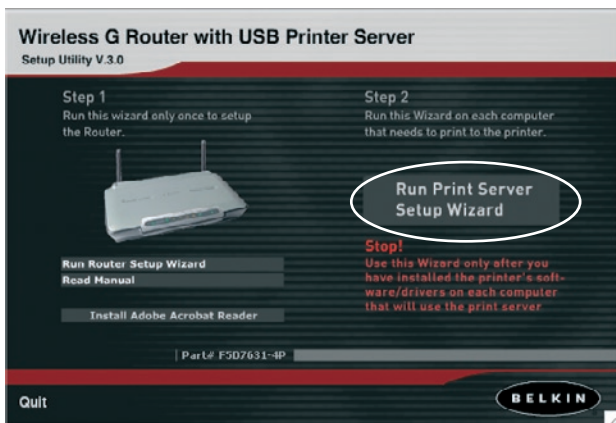 Wireless G Router with USB Printer Server
Setup Utility V.3.0
Step 1
Run this wizard only once to setup
the Router.
Run Router Setup Wizard
Read Manual
Install Adobe Acrobat Reader
Step 2
Run this Wizard on each computer
that needs to print to the printer.
Run Print Server
Setup Wizard
Stop!
Use this Wizard only after you
have installed the printer's soft-
ware/drivers on each computer
that will use the print server
Part# F5D7631-4P
Quit
BELKIN